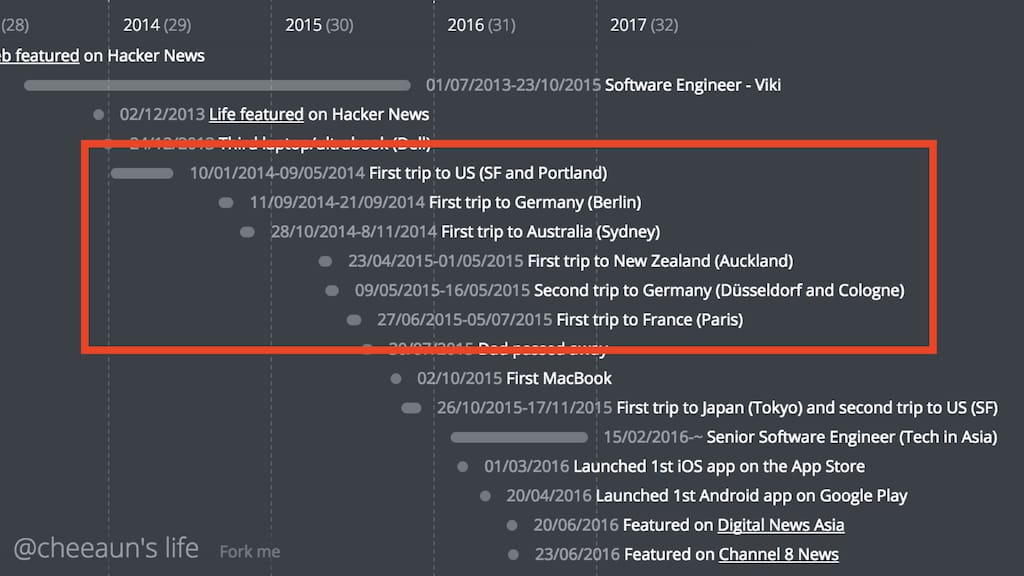 (28)
2014 (29)
2015 (30)
2016 (31)
2017 (32)
eb featured on Hacker News
01/07/2013-23/10/2015 Software Engineer - Viki
02/12/2013 Life featured on Hacker News
24/12/2013 Third laptop/ultrabook (Dell)
10/01/2014-09/05/2014 First trip to US (SF and Portland)
11/09/2014-21/09/2014 First trip to Germany (Berlin)
28/10/2014-8/11/2014 First trip to Australia (Sydney)
23/04/2015-01/05/2015 First trip to New Zealand (Auckland)
09/05/2015-16/05/2015 Second trip to Germany (Düsseldorf and Cologne)
27/06/2015-05/07/2015 First trip to France (Paris)
30/07/2015 Dad passed away
02/10/2015 First MacBook
26/10/2015-17/11/2015 First trip to Japan (Tokyo) and second trip to US (SF)
15/02/2016-~ Senior Software Engineer (Tech in Asia)
01/03/2016 Launched 1st iOS app on the App Store
20/04/2016 Launched 1st Android app on Google Play
20/06/2016 Featured on Digital News Asia
23/06/2016 Featured on Channel 8 News
@cheeaun's life Fork me